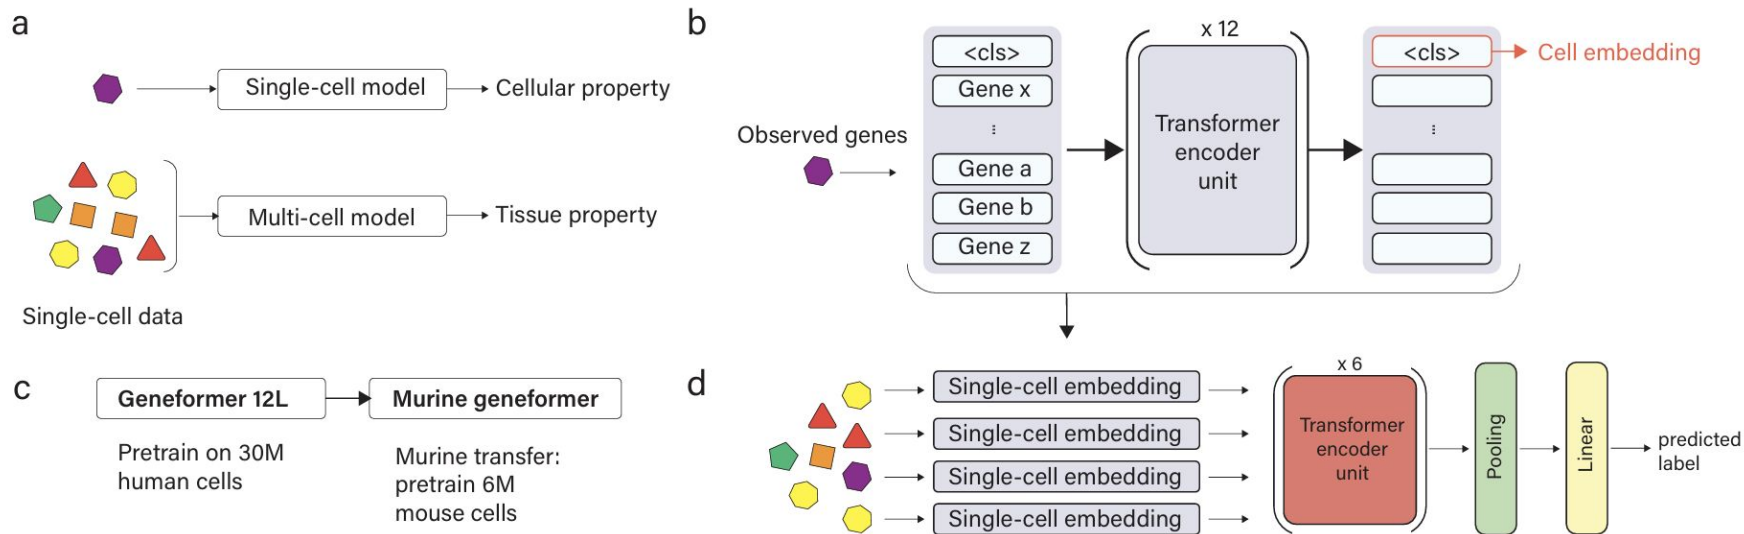 a
Single-cell model
Cellular property
Multi-cell model
Tissue property
Single-cell data
b
Observed genes
<cls>
Gene x
...
Gene a
Gene b
Gene z
x 12
Transformer
encoder
unit
<cls>
...
Cell embedding
c
Geneformer 12L
Murine geneformer
Pretrain on 30M
human cells
Murine transfer:
pretrain 6M
mouse cells
d
Single-cell embedding
Single-cell embedding
Single-cell embedding
Single-cell embedding
x 6
Transformer
encoder
unit
Pooling
Linear
predicted
label